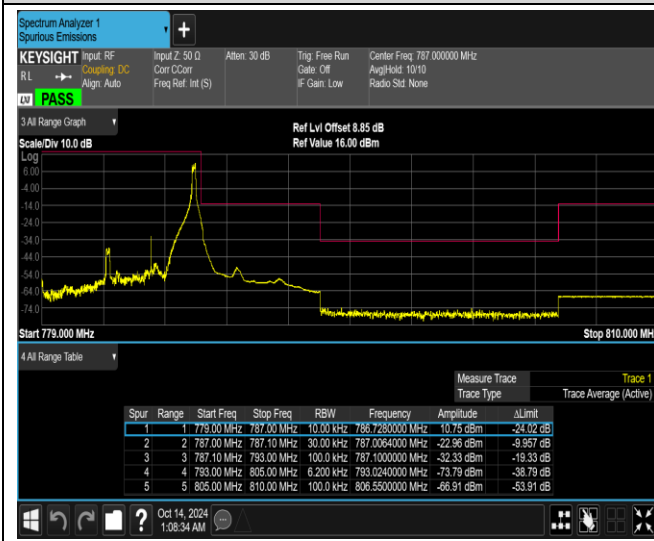 Spectrum Analyzer 1
Spurious Emissions
KEYSIGHT Input: RF Input Z: 50 Ω Atten: 30 dB Trig: Free Run Center Freq: 787.000000 MHz
Coupling: DC Corr CCorr Gate: Off Avg|Hold: 10/10
RL Align: Auto Freq Ref: Int (S) IF Gain: Low Radio Std: None
LXI PASS
3 All Range Graph
Ref Lvl Offset 8.85 dB
Scale/Div 10.0 dB Ref Value 16.00 dBm
Log
6.00
-4.00
-14.0
-24.0
-34.0
-44.0
-54.0
-64.0
-74.0
Start 779.000 MHz Stop 810.000 MH
4 All Range Table
Measure Trace Trace 1
Trace Type Trace Average (Active)
Spur Range Start Freq Stop Freq RBW Frequency Amplitude ΔLimit
1 1 779.00 MHz 787.00 MHz 10.00 kHz 786.7280000 MHz 10.75 dBm -24.02 dB
2 2 787.00 MHz 787.10 MHz 30.00 kHz 787.0064000 MHz -22.96 dBm -9.957 dB
3 3 787.10 MHz 793.00 MHz 100.0 kHz 787.1000000 MHz -32.33 dBm -19.33 dB
4 4 793.00 MHz 805.00 MHz 6.200 kHz 793.0240000 MHz -73.79 dBm -38.79 dB
5 5 805.00 MHz 810.00 MHz 100.0 kHz 806.5500000 MHz -66.91 dBm -53.91 dB
Oct 14, 2024
1:08:34 AM